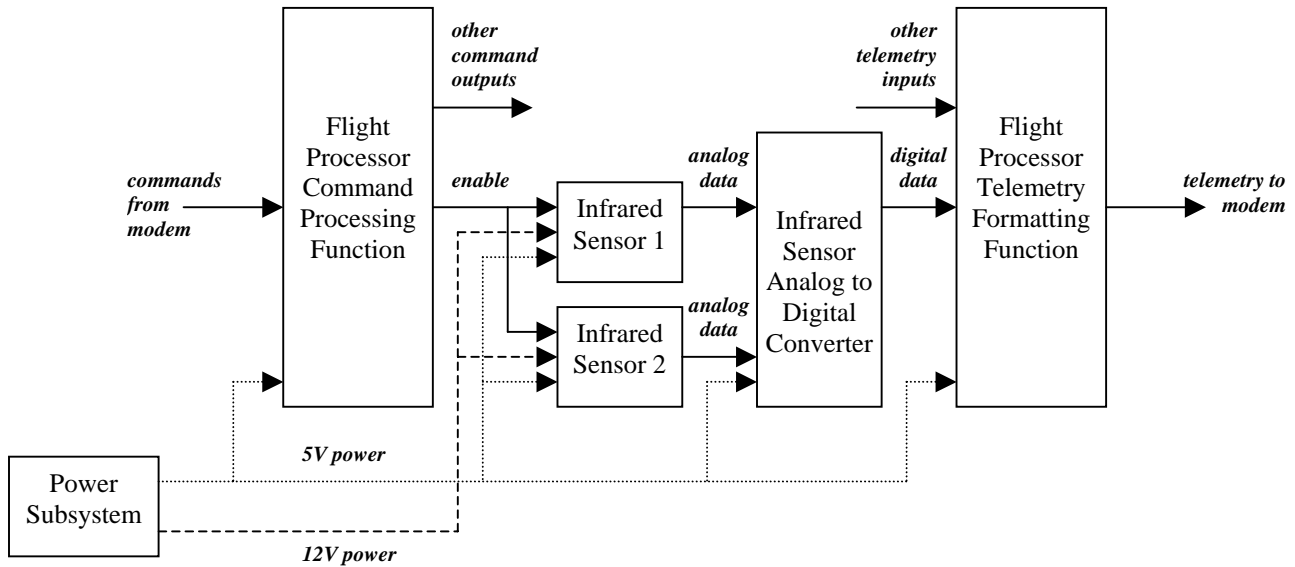 other
command
outputs
other
telemetry
inputs
Flight
Processor
Command
Processing
Function
commands
from
modem
enable
Infrared
Sensor 1
analog
data
Infrared
Sensor 2
analog
data
Infrared
Sensor
Analog to
Digital
Converter
digital
data
Flight
Processor
Telemetry
Formatting
Function
telemetry to
modem
Power
Subsystem
5V power
12V power